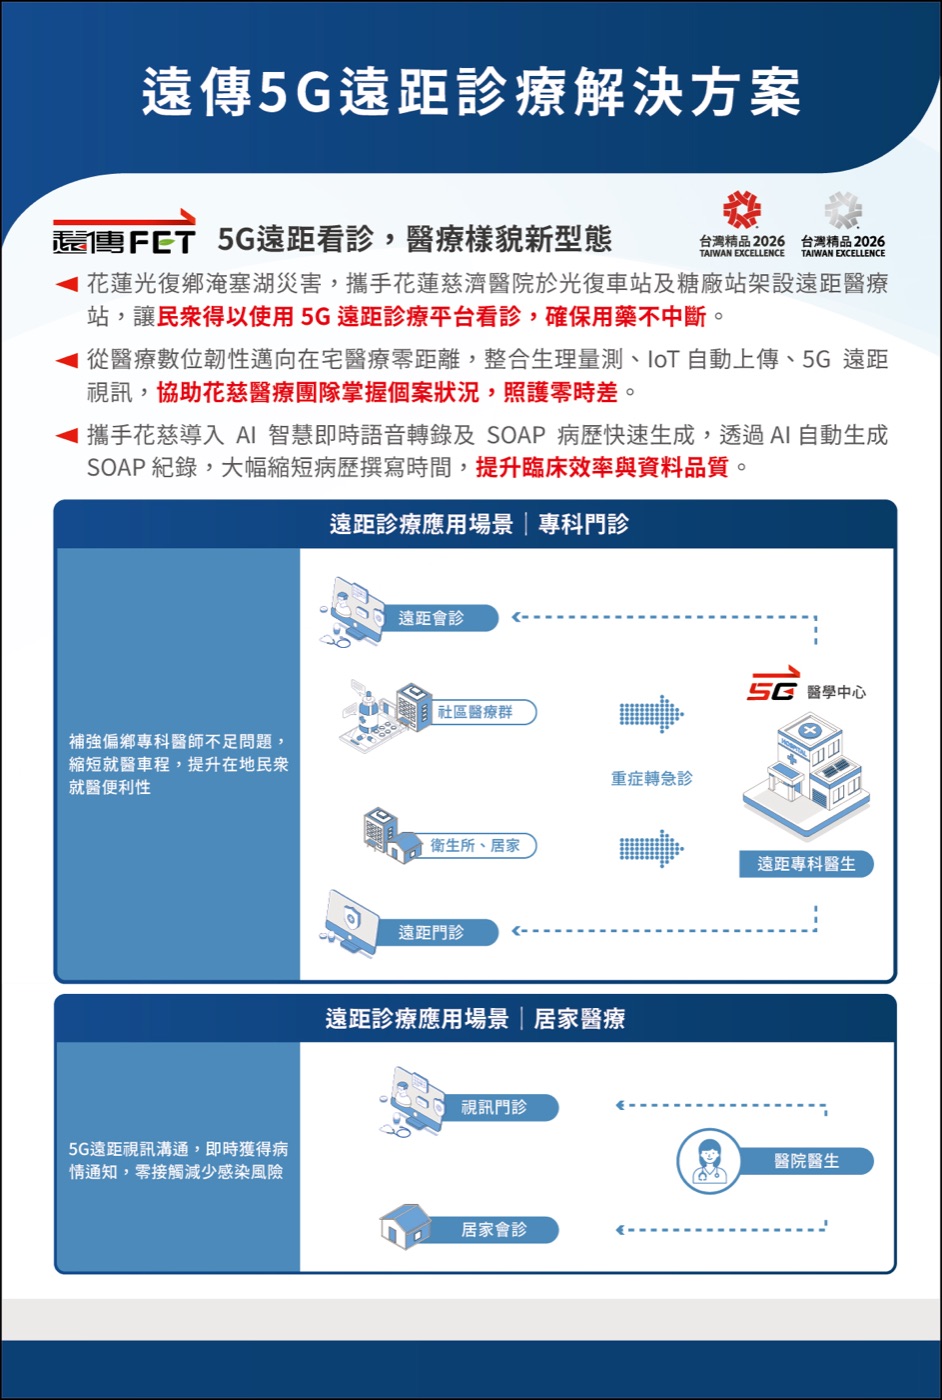 遠傳5G遠距診療解決方案
遠傳FET 5G遠距看診，醫療樣貌新型態
台灣精品 2026 台灣精品 2026
TAIWAN EXCELLENCE TAIWAN EXCELLENCE
花蓮光復鄉淹塞湖災害，攜手花蓮慈濟醫院於光復車站及糖廠站架設遠距醫療
站，讓民眾得以使用 5G 遠距診療平台看診，確保用藥不中斷。
從醫療數位韌性邁向在宅醫療零距離，整合生理量測、IoT 自動上傳、5G 遠距
視訊，協助花慈醫療團隊掌握個案狀況，照護零時差。
攜手花慈導入 AI 智慧即時語音轉錄及 SOAP 病歷快速生成，透過 AI 自動生成
SOAP 紀錄，大幅縮短病歷撰寫時間，提升臨床效率與資料品質。
遠距診療應用場景｜專科門診
補強偏鄉專科醫師不足問題，
縮短就醫車程，提升在地民眾
就醫便利性
遠距會診
5G 醫學中心
社區醫療群
HOSPITAL
重症轉急診
衛生所、居家
遠距專科醫生
遠距門診
遠距診療應用場景｜居家醫療
5G遠距視訊溝通，即時獲得病
情通知，零接觸減少感染風險
視訊門診
醫院醫生
居家會診